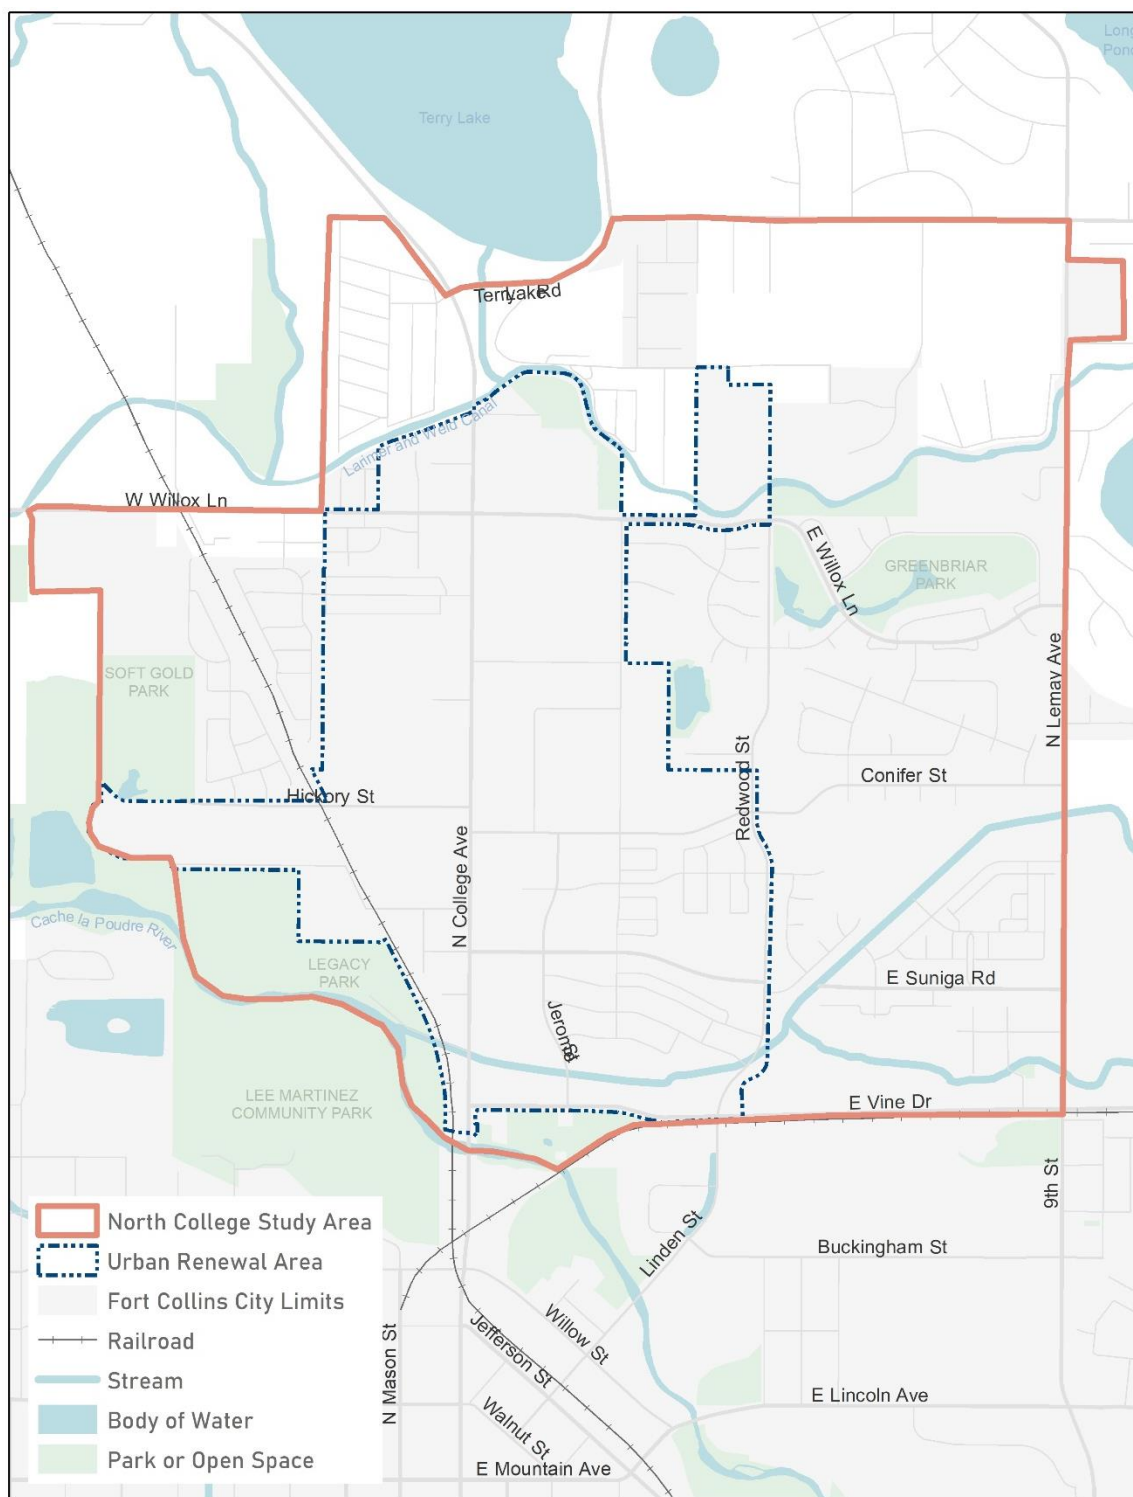 Long
Pond
Terry Lake
Terry Lake Rd
Larimer and Weld Canal
W Willox Ln
E Willox Ln
GREENBRIAR
PARK
SOFT GOLD
PARK
N Lemay Ave
Redwood St
Conifer St
Hickory St
N College Ave
Cache la Poudre River
LEGACY
PARK
E Suniga Rd
Jerome St
LEE MARTINEZ
COMMUNITY PARK
E Vine Dr
9th St
Linden St
Buckingham St
Willow St
Jefferson St
N Mason St
Walnut St
E Lincoln Ave
E Mountain Ave
North College Study Area
Urban Renewal Area
Fort Collins City Limits
Railroad
Stream
Body of Water
Park or Open Space